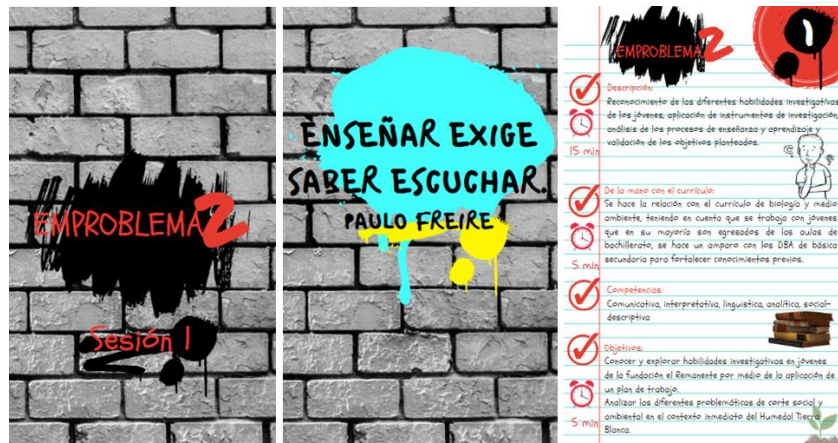 EMPROBLEMA2
Sesión 1
ENSEÑAR EXIGE
SABER ESCUCHAR.
PAULO FREIRE
EMPROBLEMA2
1
Descripción:
Reconocimiento de las diferentes habilidades investigativas
de los jóvenes, aplicación de instrumentos de investigación,
análisis de los procesos de enseñanza y aprendizaje y
validación de los objetivos planteados.
15 min
De la mano con el currículo:
Se hace la relación con el currículo de biología y medio
ambiente, teniendo en cuenta que se trabaja con jóvenes
que en su mayoría son egresados de las aulas de
bachillerato, se hace un amparo con los DBA de básica
secundaria para fortalecer conocimientos previos.
5 min
Competencias:
Comunicativa, interpretativa, linguistica, analítica, social-
descriptiva
Objetivos:
Conocer y explorar habilidades investigativas en jóvenes
de la fundación el Remanente por medio de la aplicación de
un plan de trabajo.
Analizar las diferentes problemáticas de corte social y
ambiental en el contexto inmediato del Humedal Tierra
Blanca.
5 min